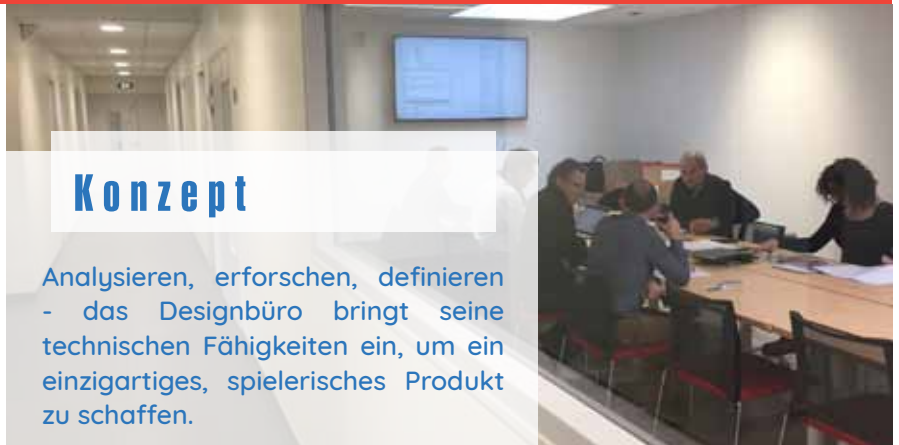 Konzept
Analysieren, erforschen, definieren
- das Designbüro bringt seine
technischen Fähigkeiten ein, um ein
einzigartiges, spielerisches Produkt
zu schaffen.